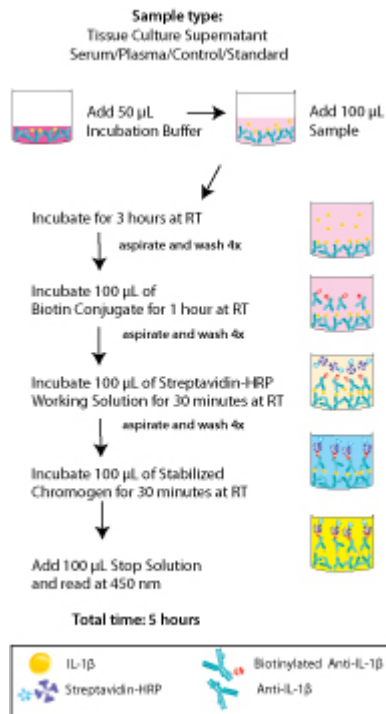 Sample type:
Tissue Culture Supernatant
Serum/Plasma/Control/Standard
Add 50 µL
Incubation Buffer
Add 100 µL
Sample
Incubate for 3 hours at RT
aspirate and wash 4x
Incubate 100 µL of
Biotin Conjugate for 1 hour at RT
aspirate and wash 4x
Incubate 100 µL of Streptavidin-HRP
Working Solution for 30 minutes at RT
aspirate and wash 4x
Incubate 100 µL of Stabilized
Chromogen for 30 minutes at RT
Add 100 µL Stop Solution
and read at 450 nm
Total time: 5 hours
IL-1β
Biotinylated Anti-IL-1β
Streptavidin-HRP
Anti-IL-1β